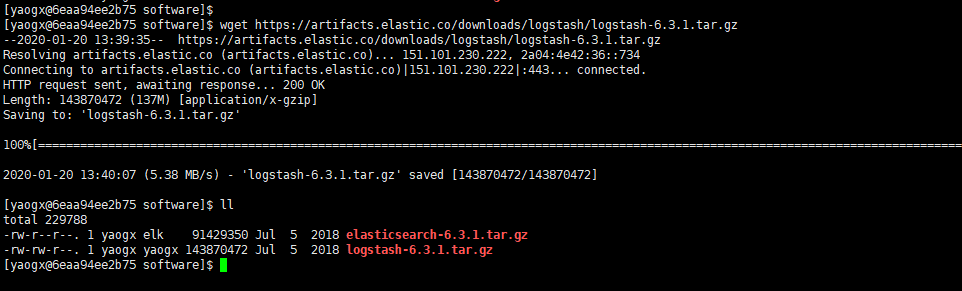 [yaogx@6eaa94ee2b75 software]$
[yaogx@6eaa94ee2b75 software]$ wget https://artifacts.elastic.co/downloads/logstash/logstash-6.3.1.tar.gz
--2020-01-20 13:39:35--  https://artifacts.elastic.co/downloads/logstash/logstash-6.3.1.tar.gz
Resolving artifacts.elastic.co (artifacts.elastic.co)... 151.101.230.222, 2a04:4e42:36::734
Connecting to artifacts.elastic.co (artifacts.elastic.co)|151.101.230.222|:443... connected.
HTTP request sent, awaiting response... 200 OK
Length: 143870472 (137M) [application/x-gzip]
Saving to: 'logstash-6.3.1.tar.gz'
100%[======================================================================================================================================
2020-01-20 13:40:07 (5.38 MB/s) - 'logstash-6.3.1.tar.gz' saved [143870472/143870472]
[yaogx@6eaa94ee2b75 software]$ ll
total 229788
-rw-r--r--. 1 yaogx elk    91429350 Jul  5  2018 elasticsearch-6.3.1.tar.gz
-rw-rw-r--. 1 yaogx yaogx 143870472 Jul  5  2018 logstash-6.3.1.tar.gz
[yaogx@6eaa94ee2b75 software]$